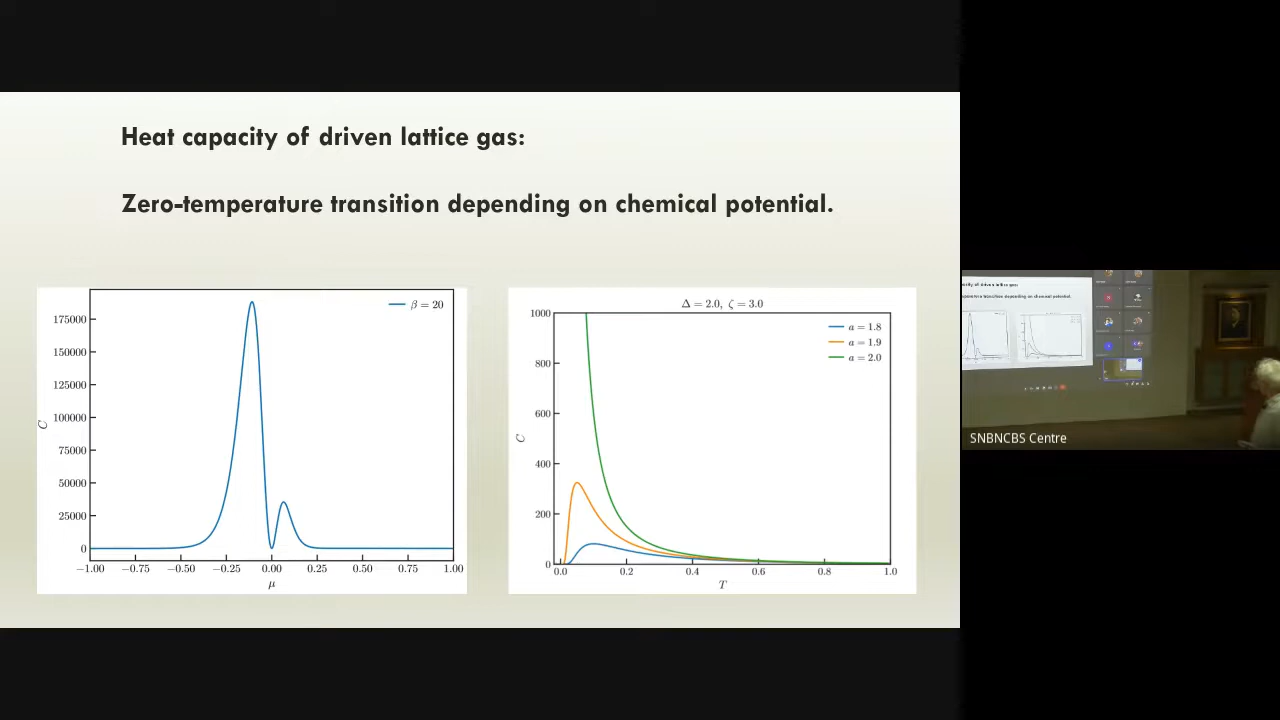 Heat capacity of driven lattice gas:
Zero-temperature transition depending on chemical potential.
β = 20
175000
150000
125000
100000
75000
50000
25000
0
C
−1.00 −0.75 −0.50 −0.25 0.00 0.25 0.50 0.75 1.00
μ
Δ = 2.0, ζ = 3.0
a = 1.8
a = 1.9
a = 2.0
1000
800
600
400
200
0
C
0.0 0.2 0.4 0.6 0.8 1.0
T
SNBNCBS Centre